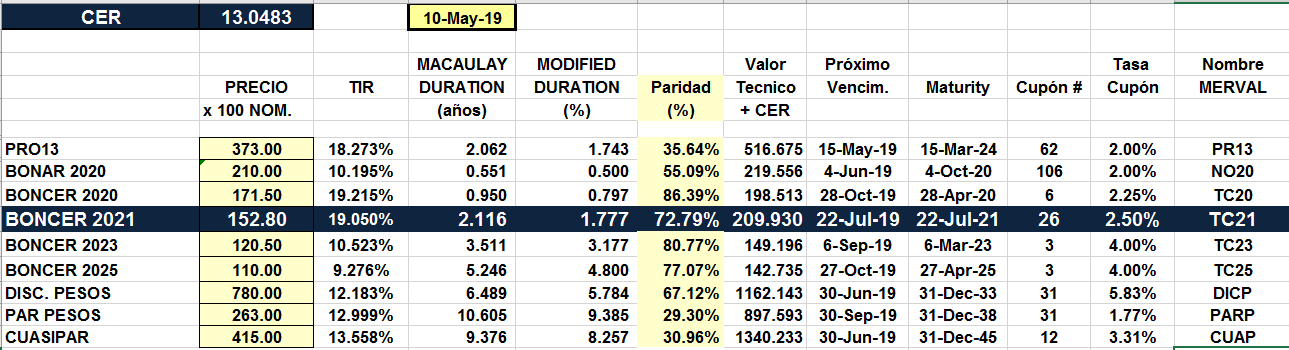 CER 13.0483 10-May-19
MACAULAY MODIFIED Valor Próximo Tasa Nombre
PRECIO TIR DURATION DURATION Paridad Tecnico Vencim. Maturity Cupón # Cupón MERVAL
x 100 NOM. (años) (%) (%) + CER
PRO13 373.00 18.273% 2.062 1.743 35.64% 516.675 15-May-19 15-Mar-24 62 2.00% PR13
BONAR 2020 210.00 10.195% 0.551 0.500 55.09% 219.556 4-Jun-19 4-Oct-20 106 2.00% NO20
BONCER 2020 171.50 19.215% 0.950 0.797 86.39% 198.513 28-Oct-19 28-Apr-20 6 2.25% TC20
BONCER 2021 152.80 19.050% 2.116 1.777 72.79% 209.930 22-Jul-19 22-Jul-21 26 2.50% TC21
BONCER 2023 120.50 10.523% 3.511 3.177 80.77% 149.196 6-Sep-19 6-Mar-23 3 4.00% TC23
BONCER 2025 110.00 9.276% 5.246 4.800 77.07% 142.735 27-Oct-19 27-Apr-25 3 4.00% TC25
DISC. PESOS 780.00 12.183% 6.489 5.784 67.12% 1162.143 30-Jun-19 31-Dec-33 31 5.83% DICP
PAR PESOS 263.00 12.999% 10.605 9.385 29.30% 897.593 30-Sep-19 31-Dec-38 31 1.77% PARP
CUASIPAR 415.00 13.558% 9.376 8.257 30.96% 1340.233 30-Jun-19 31-Dec-45 12 3.31% CUAP